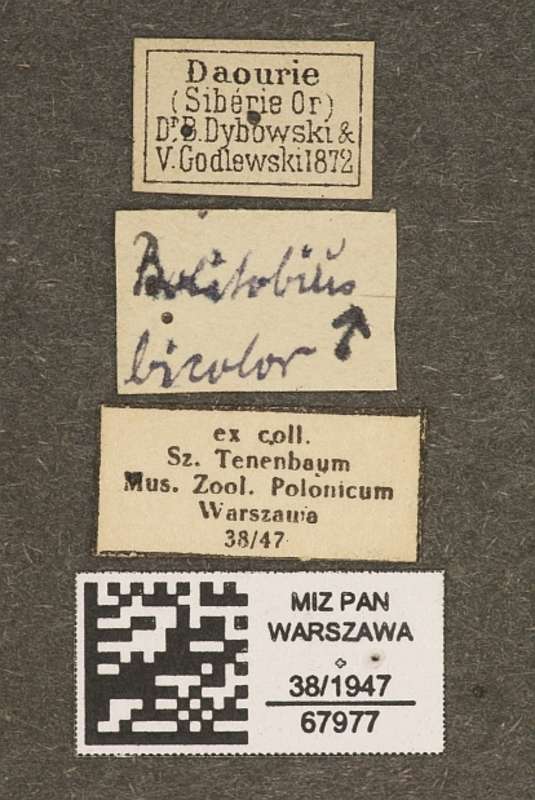 Daourie
(Sibérie Or)
Dr. B. Dybowski &
V. Godlewski 1872
Bolitobius
bicolor ↑
ex coll.
Sz. Tenenbaum
Mus. Zool. Polonicum
Warszawa
38/47
MIZ PAN
WARSZAWA
38/1947
67977